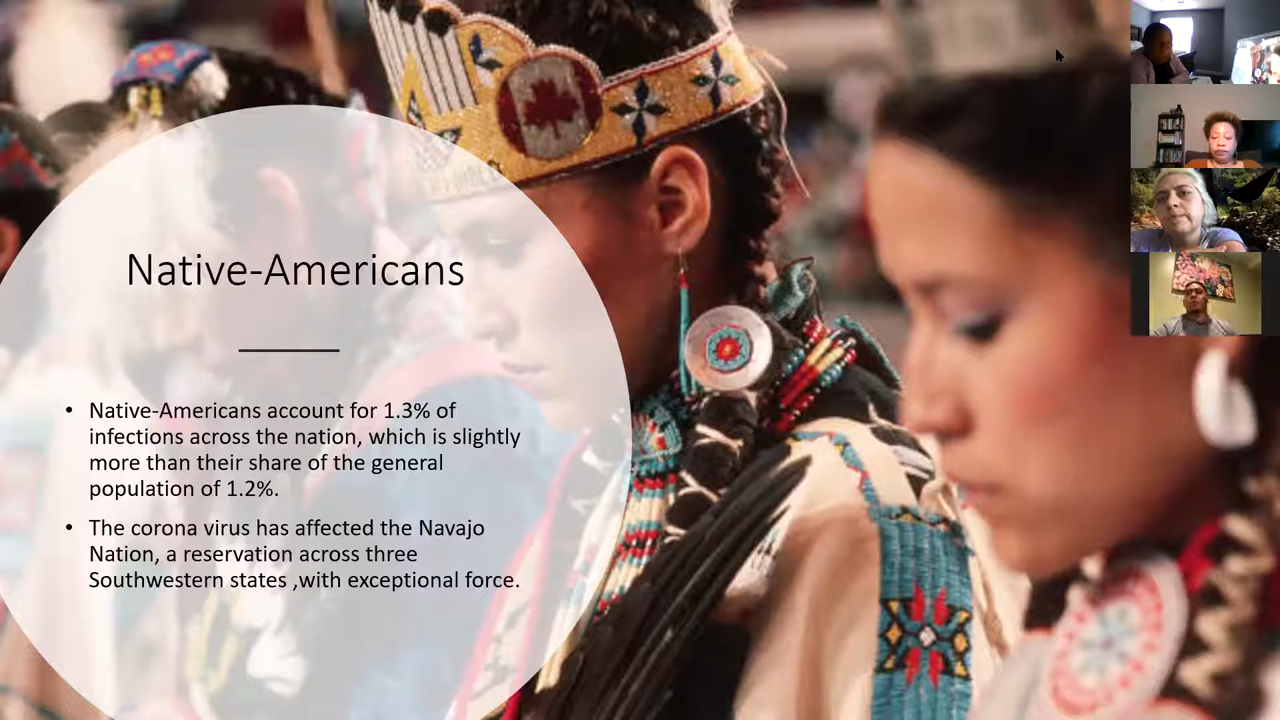 Native-Americans
• Native-Americans account for 1.3% of
infections across the nation, which is slightly
more than their share of the general
population of 1.2%.
• The corona virus has affected the Navajo
Nation, a reservation across three
Southwestern states ,with exceptional force.